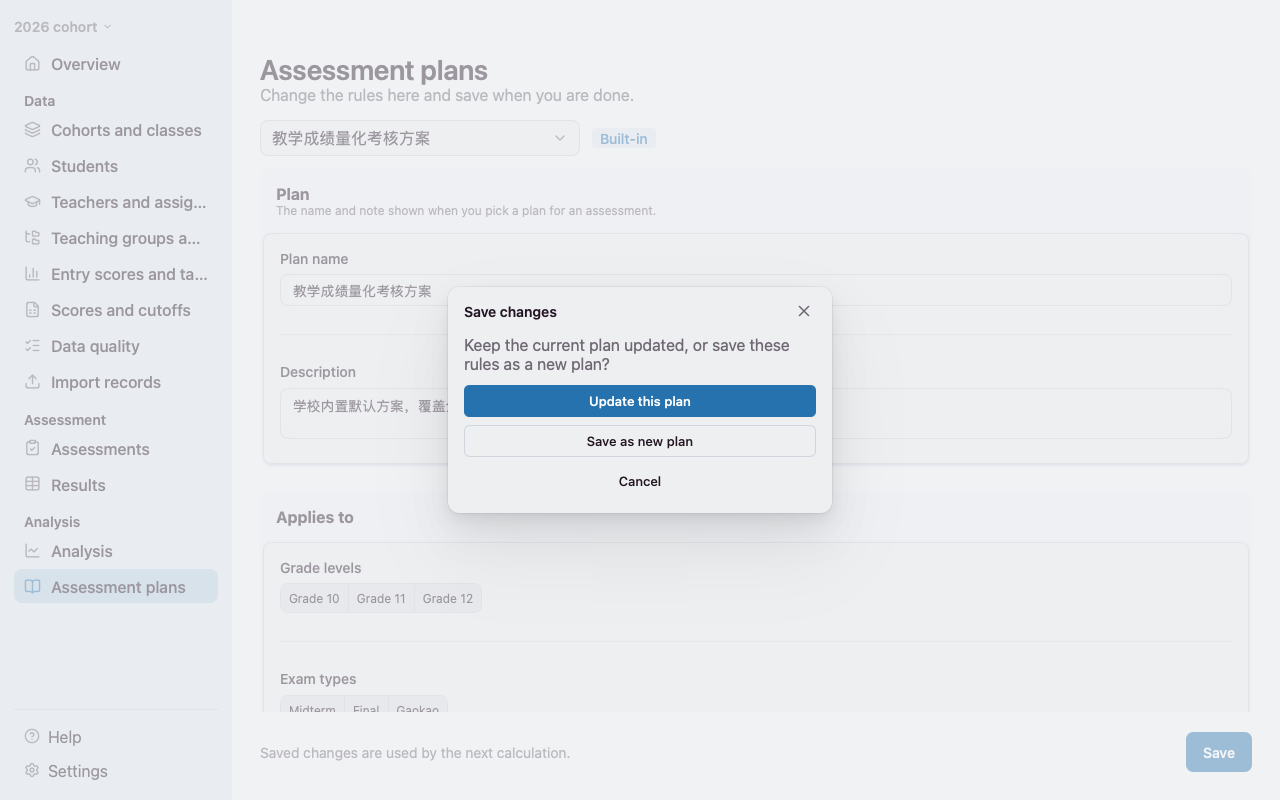 2026 cohort
Overview
Data
Cohorts and classes
Students
Teachers and assig...
Teaching groups a...
Entry scores and ta...
Scores and cutoffs
Data quality
Import records
Assessment
Assessments
Results
Analysis
Analysis
Assessment plans
Help
Settings
Assessment plans
Change the rules here and save when you are done.
教学成绩量化考核方案
Built-in
Plan
The name and note shown when you pick a plan for an assessment.
Plan name
教学成绩量化考核方案
Description
学校内置默认方案，覆盖
Save changes
Keep the current plan updated, or save these
rules as a new plan?
Update this plan
Save as new plan
Cancel
Applies to
Grade levels
Grade 10 Grade 11 Grade 12
Exam types
Midterm Final Gaokao
Saved changes are used by the next calculation.
Save